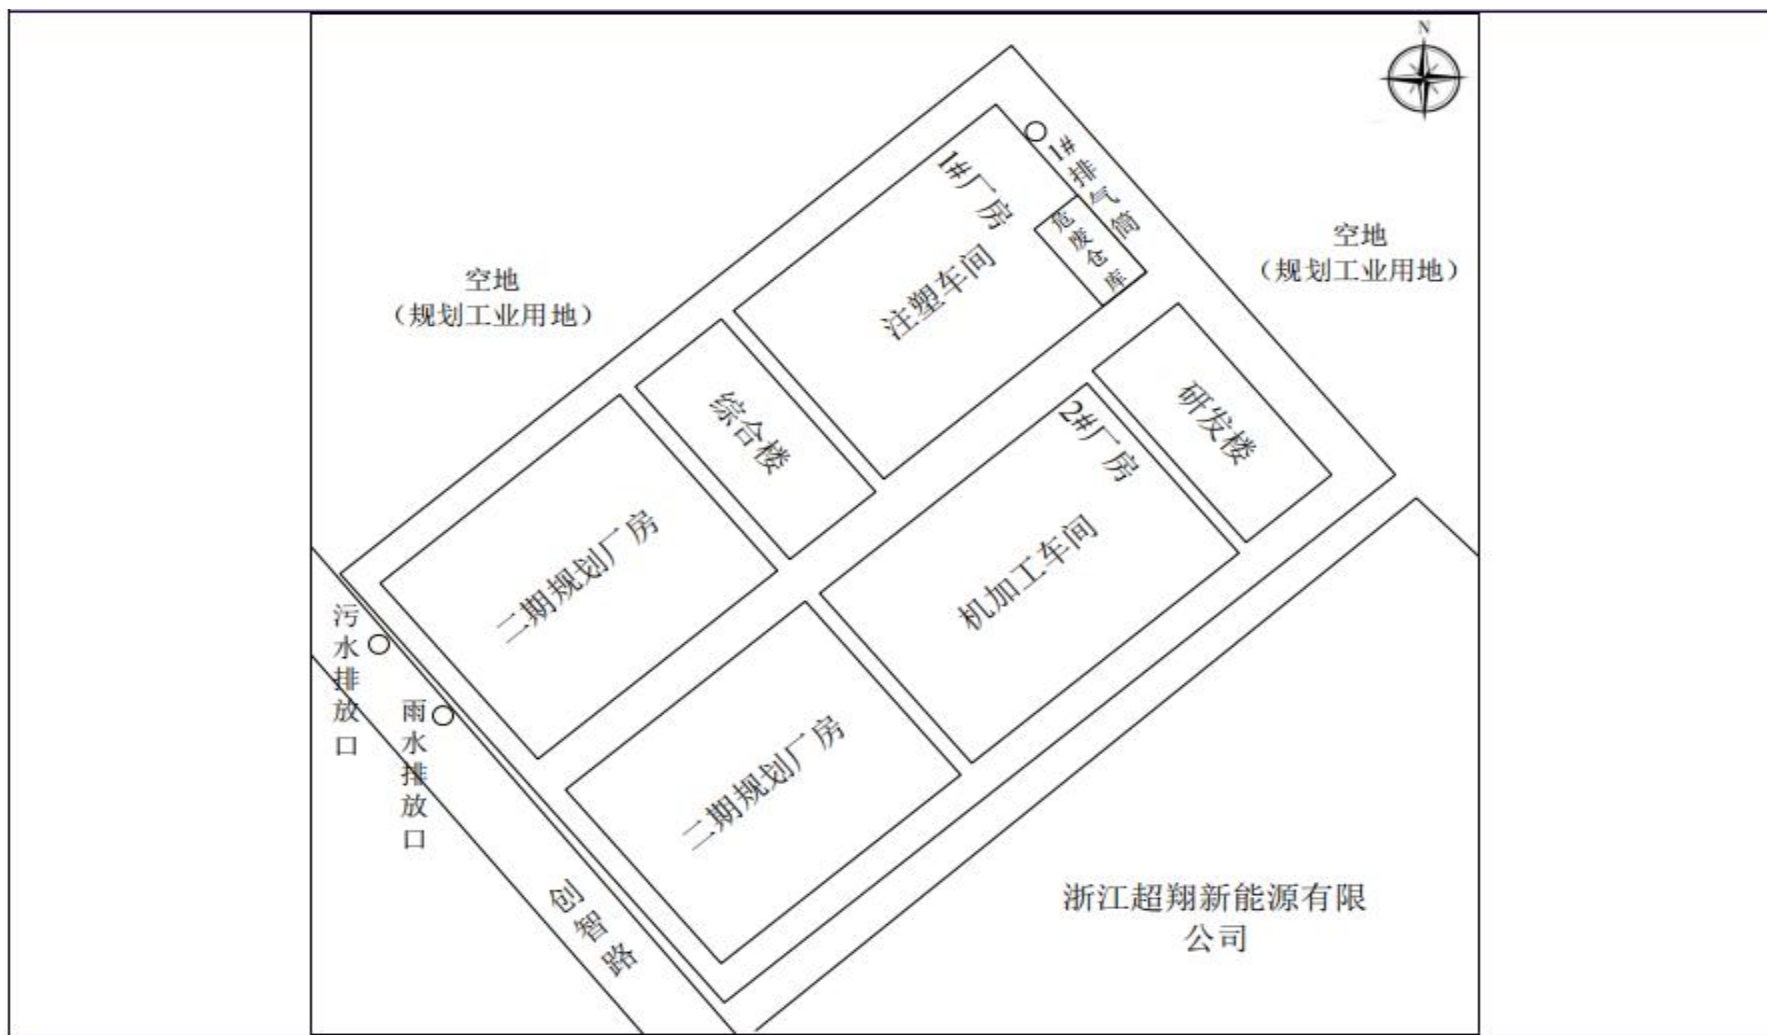 N
1#排气筒
1#厂房
危废仓库
注塑车间
空地
（规划工业用地）
空地
（规划工业用地）
综合楼
研发楼
2#厂房
机加工车间
二期规划厂房
二期规划厂房
污水排放口
雨水排放口
创智路
浙江超翔新能源有限
公司